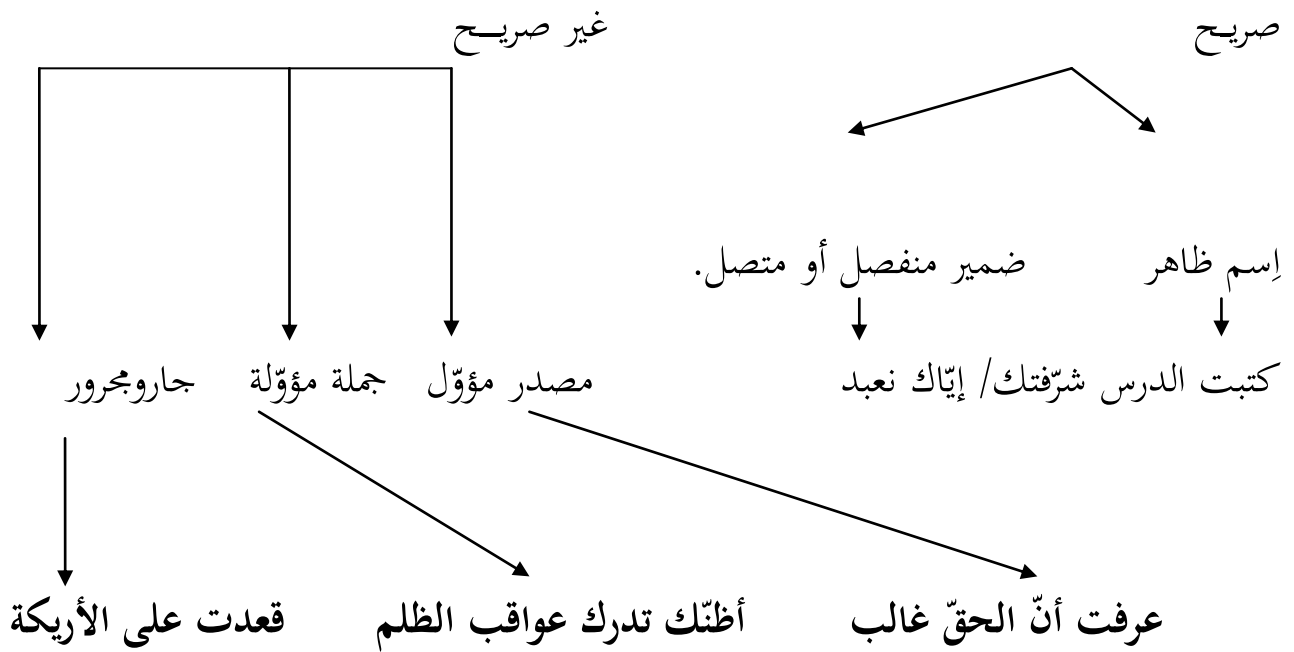 صريـح غير صريــح
اِسم ظاهر ضمير منفصل أو متصل.
كتبت الدرس شرّفتك/ إيّاك نعبد مصدر مؤوّل جملة مؤوّلة جارومجرور
عرفت أنّ الحقّ غالب أظنّك تدرك عواقب الظلم قعدت على الأريكة